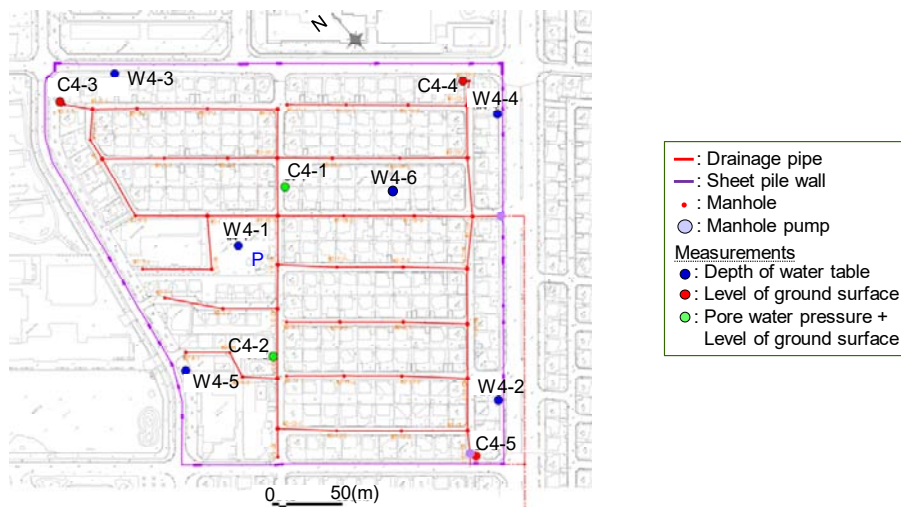 N
C4-3
W4-3
C4-4
W4-4
C4-1
W4-6
W4-1
P
C4-2
W4-5
W4-2
C4-5
0 50(m)
: Drainage pipe
: Sheet pile wall
: Manhole
: Manhole pump
Measurements
: Depth of water table
: Level of ground surface
: Pore water pressure +
Level of ground surface